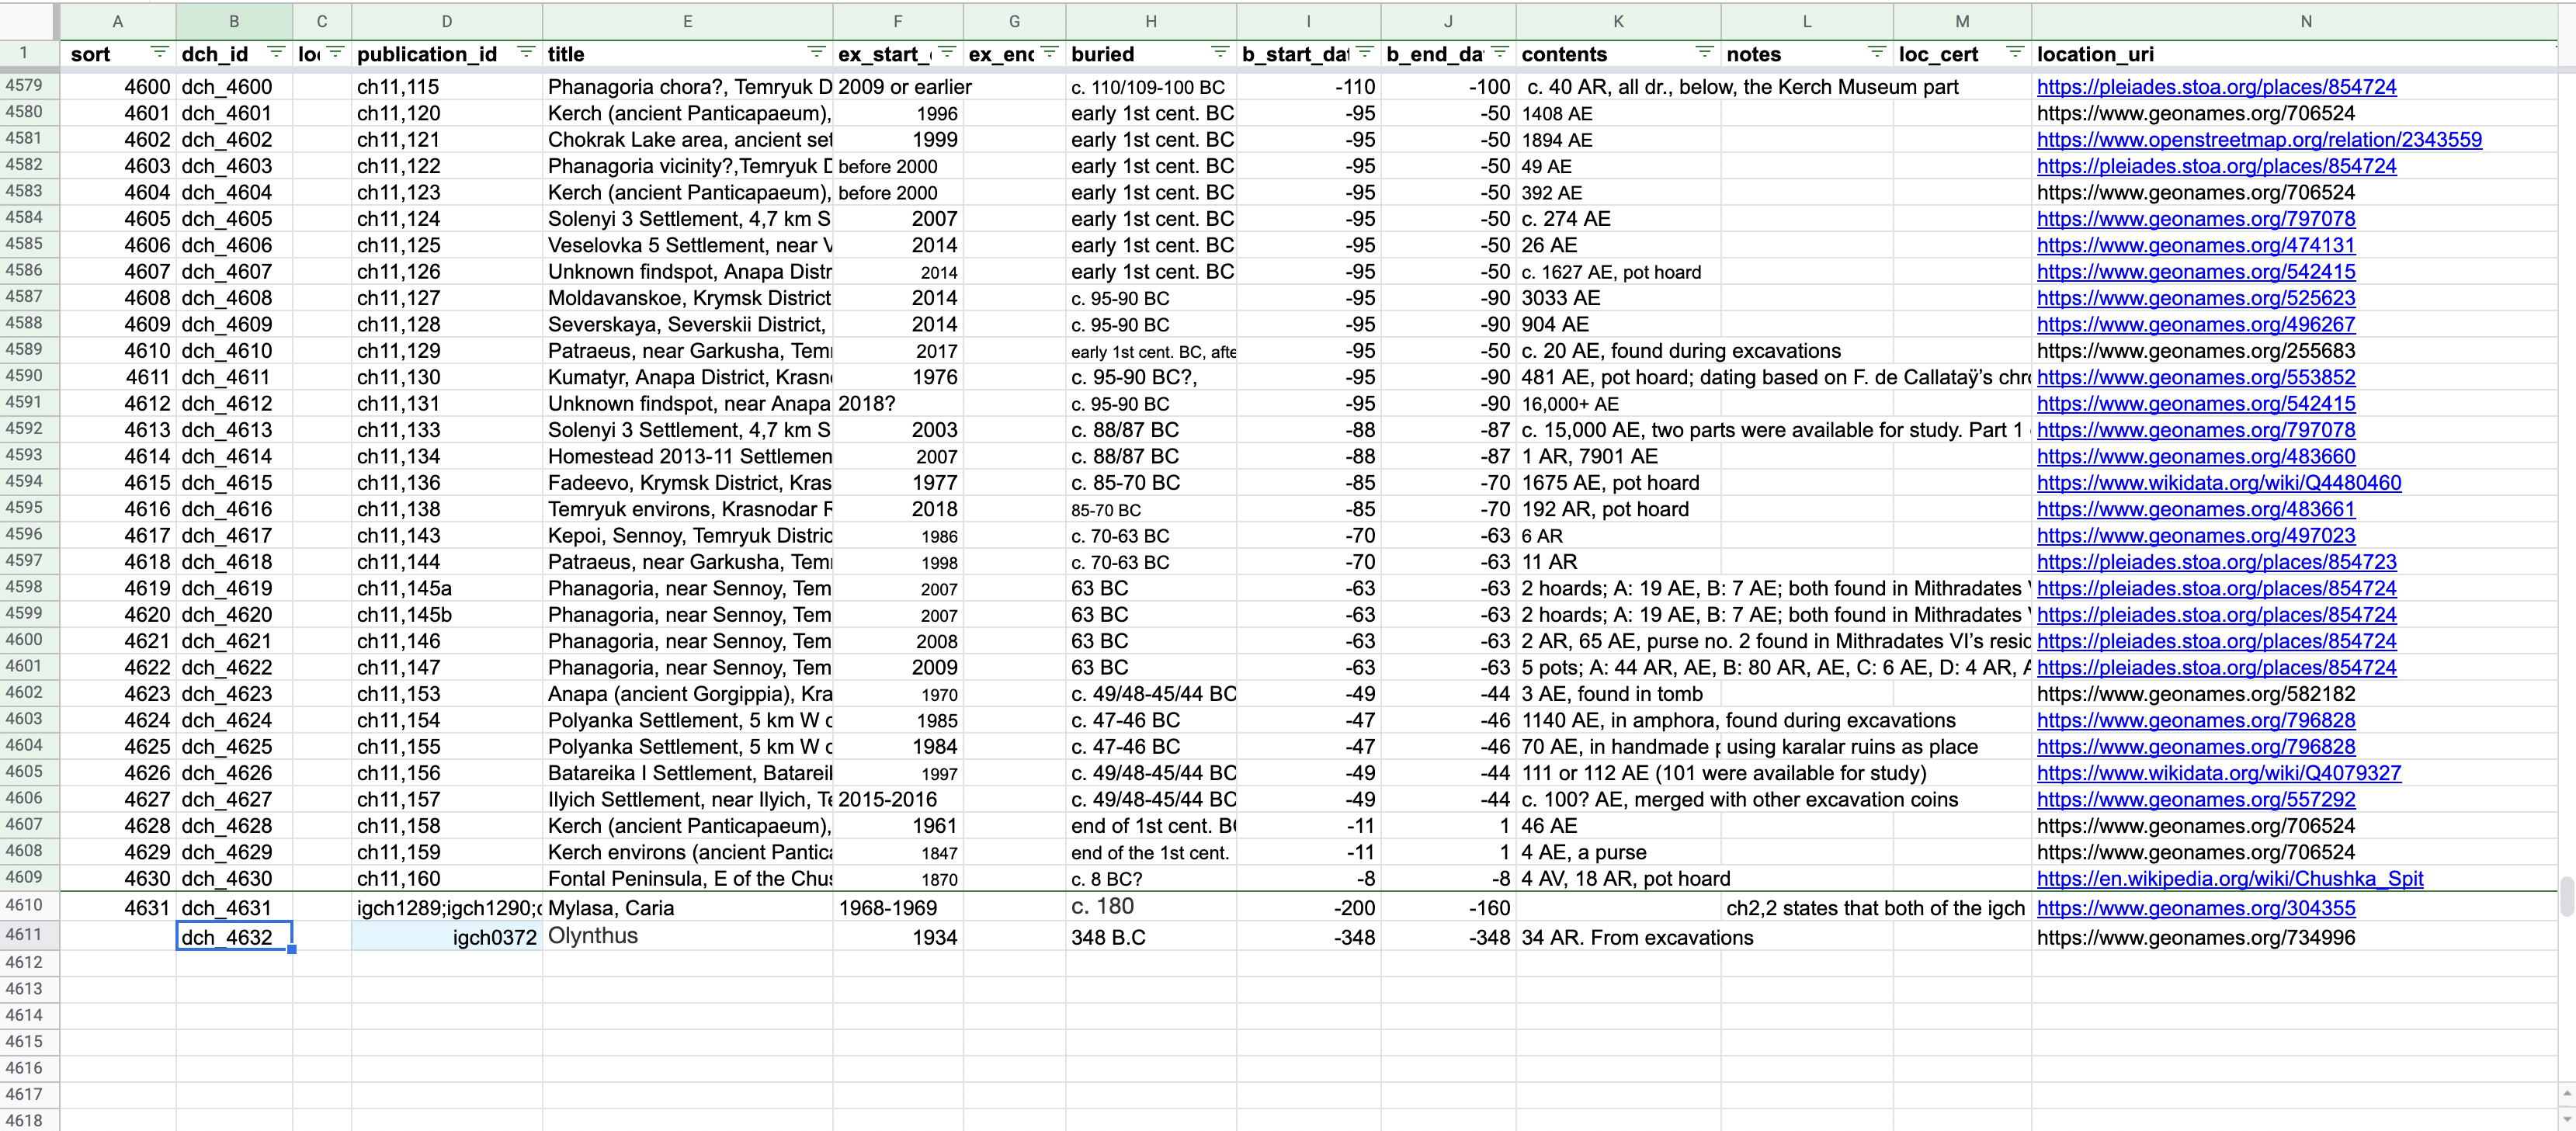 A B C D E F G H I J K L M N
1 sort dch_id loc publication_id title ex_start_ ex_end buried b_start_dat b_end_da contents notes loc_cert location_uri
4579 4600 dch_4600 ch11,115 Phanagoria chora?, Temryuk D 2009 or earlier c. 110/109-100 BC -110 -100 c. 40 AR, all dr., below, the Kerch Museum part https://pleiades.stoa.org/places/854724
4580 4601 dch_4601 ch11,120 Kerch (ancient Panticapaeum), 1996 early 1st cent. BC -95 -50 1408 AE https://www.geonames.org/706524
4581 4602 dch_4602 ch11,121 Chokrak Lake area, ancient set 1999 early 1st cent. BC -95 -50 1894 AE https://www.openstreetmap.org/relation/2343559
4582 4603 dch_4603 ch11,122 Phanagoria vicinity?,Temryuk D before 2000 early 1st cent. BC -95 -50 49 AE https://pleiades.stoa.org/places/854724
4583 4604 dch_4604 ch11,123 Kerch (ancient Panticapaeum), before 2000 early 1st cent. BC -95 -50 392 AE https://www.geonames.org/706524
4584 4605 dch_4605 ch11,124 Solenyi 3 Settlement, 4,7 km S 2007 early 1st cent. BC -95 -50 c. 274 AE https://www.geonames.org/797078
4585 4606 dch_4606 ch11,125 Veselovka 5 Settlement, near V 2014 early 1st cent. BC -95 -50 26 AE https://www.geonames.org/474131
4586 4607 dch_4607 ch11,126 Unknown findspot, Anapa Distr 2014 early 1st cent. BC -95 -50 c. 1627 AE, pot hoard https://www.geonames.org/542415
4587 4608 dch_4608 ch11,127 Moldavanskoe, Krymsk District 2014 c. 95-90 BC -95 -90 3033 AE https://www.geonames.org/525623
4588 4609 dch_4609 ch11,128 Severskaya, Severskii District, 2014 c. 95-90 BC -95 -90 904 AE https://www.geonames.org/496267
4589 4610 dch_4610 ch11,129 Patraeus, near Garkusha, Tem 2017 early 1st cent. BC, afte -95 -50 c. 20 AE, found during excavations https://www.geonames.org/255683
4590 4611 dch_4611 ch11,130 Kumatyr, Anapa District, Krasn 1976 c. 95-90 BC?, -95 -90 481 AE, pot hoard; dating based on F. de Callataÿ's chr https://www.geonames.org/553852
4591 4612 dch_4612 ch11,131 Unknown findspot, near Anapa 2018? c. 95-90 BC -95 -90 16,000+ AE https://www.geonames.org/542415
4592 4613 dch_4613 ch11,133 Solenyi 3 Settlement, 4,7 km S 2003 c. 88/87 BC -88 -87 c. 15,000 AE, two parts were available for study. Part 1 https://www.geonames.org/797078
4593 4614 dch_4614 ch11,134 Homestead 2013-11 Settlemen 2007 c. 88/87 BC -88 -87 1 AR, 7901 AE https://www.geonames.org/483660
4594 4615 dch_4615 ch11,136 Fadeevo, Krymsk District, Kras 1977 c. 85-70 BC -85 -70 1675 AE, pot hoard https://www.wikidata.org/wiki/Q4480460
4595 4616 dch_4616 ch11,138 Temryuk environs, Krasnodar R 2018 85-70 BC -85 -70 192 AR, pot hoard https://www.geonames.org/483661
4596 4617 dch_4617 ch11,143 Kepoi, Sennoy, Temryuk Distric 1986 c. 70-63 BC -70 -63 6 AR https://www.geonames.org/497023
4597 4618 dch_4618 ch11,144 Patraeus, near Garkusha, Tem 1998 c. 70-63 BC -70 -63 11 AR https://pleiades.stoa.org/places/854723
4598 4619 dch_4619 ch11,145a Phanagoria, near Sennoy, Tem 2007 63 BC -63 -63 2 hoards; A: 19 AE, B: 7 AE; both found in Mithradates V https://pleiades.stoa.org/places/854724
4599 4620 dch_4620 ch11,145b Phanagoria, near Sennoy, Tem 2007 63 BC -63 -63 2 hoards; A: 19 AE, B: 7 AE; both found in Mithradates V https://pleiades.stoa.org/places/854724
4600 4621 dch_4621 ch11,146 Phanagoria, near Sennoy, Tem 2008 63 BC -63 -63 2 AR, 65 AE, purse no. 2 found in Mithradates VI's resid https://pleiades.stoa.org/places/854724
4601 4622 dch_4622 ch11,147 Phanagoria, near Sennoy, Tem 2009 63 BC -63 -63 5 pots; A: 44 AR, AE, B: 80 AR, AE, C: 6 AE, D: 4 AR, A https://pleiades.stoa.org/places/854724
4602 4623 dch_4623 ch11,153 Anapa (ancient Gorgippia), Kra 1970 c. 49/48-45/44 BC -49 -44 3 AE, found in tomb https://www.geonames.org/582182
4603 4624 dch_4624 ch11,154 Polyanka Settlement, 5 km W o 1985 c. 47-46 BC -47 -46 1140 AE, in amphora, found during excavations https://www.geonames.org/796828
4604 4625 dch_4625 ch11,155 Polyanka Settlement, 5 km W o 1984 c. 47-46 BC -47 -46 70 AE, in handmade p using karalar ruins as place https://www.geonames.org/796828
4605 4626 dch_4626 ch11,156 Batareika I Settlement, Batareil 1997 c. 49/48-45/44 BC -49 -44 111 or 112 AE (101 were available for study) https://www.wikidata.org/wiki/Q4079327
4606 4627 dch_4627 ch11,157 Ilyich Settlement, near Ilyich, Te 2015-2016 c. 49/48-45/44 BC -49 -44 c. 100? AE, merged with other excavation coins https://www.geonames.org/557292
4607 4628 dch_4628 ch11,158 Kerch (ancient Panticapaeum), 1961 end of 1st cent. B -11 1 46 AE https://www.geonames.org/706524
4608 4629 dch_4629 ch11,159 Kerch environs (ancient Pantica 1847 end of the 1st cent. -11 1 4 AE, a purse https://www.geonames.org/706524
4609 4630 dch_4630 ch11,160 Fontal Peninsula, E of the Chus 1870 c. 8 BC? -8 -8 4 AV, 18 AR, pot hoard https://en.wikipedia.org/wiki/Chushka_Spit
4610 4631 dch_4631 igch1289;igch1290;c Mylasa, Caria 1968-1969 c. 180 -200 -160 ch2,2 states that both of the igch https://www.geonames.org/304355
4611 dch_4632 igch0372 Olynthus 1934 348 B.C -348 -348 34 AR. From excavations https://www.geonames.org/734996
4612
4613
4614
4615
4616
4617
4618